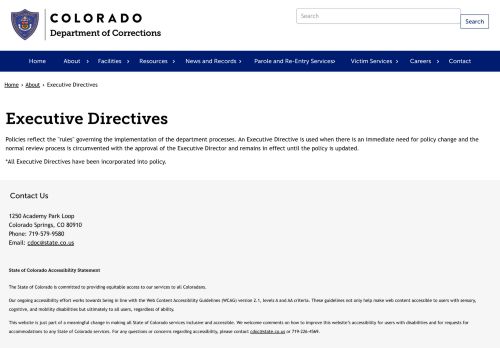 COLORADO
Department of Corrections
Search
Search
Home
About
Facilities
Resources
News and Records
Parole and Re-Entry Services
Victim Services
Careers
Contact
Home › About › Executive Directives
Executive Directives
Policies reflect the "rules" governing the implementation of the department processes. An Executive Directive is used when there is an immediate need for policy change and the
normal review process is circumvented with the approval of the Executive Director and remains in effect until the policy is updated.
*All Executive Directives have been incorporated into policy.
Contact Us
1250 Academy Park Loop
Colorado Springs, CO 80910
Phone: 719-579-9580
Email: cdoc@state.co.us
State of Colorado Accessibility Statement
The State of Colorado is committed to providing equitable access to our services to all Coloradans.
Our ongoing accessibility effort works towards being in line with the Web Content Accessibility Guidelines (WCAG) version 2.1, levels A and AA criteria. These guidelines not only help make web content accessible to users with sensory,
cognitive, and mobility disabilities but ultimately to all users, regardless of ability.
This website is just part of a meaningful change in making all State of Colorado services inclusive and accessible. We welcome comments on how to improve this website's accessibility for users with disabilities and for requests for
accommodations to any State of Colorado services. For any questions or concerns regarding accessibility, please contact cdoc@state.co.us or 719-226-4569.